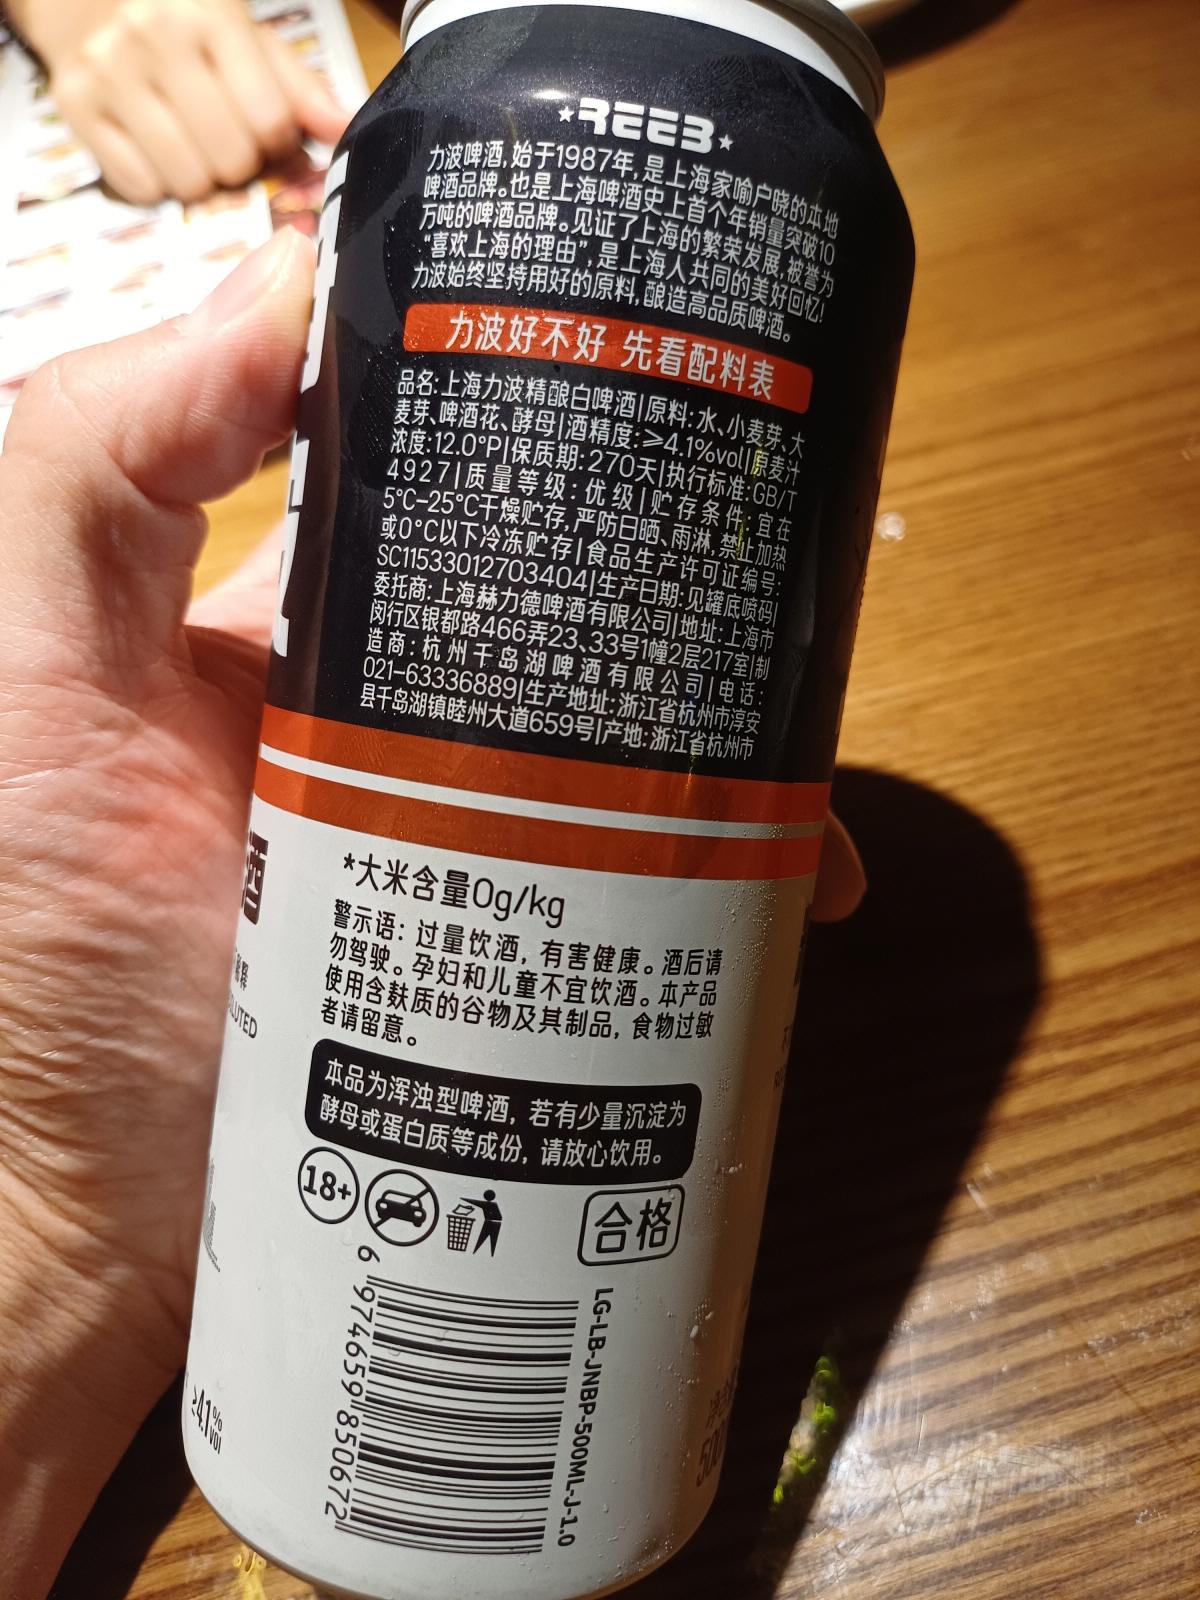 REEB
力波啤酒,始于1987年,是上海家喻户晓的本地
啤酒品牌。也是上海啤酒史上首个年销量突破10
万吨的啤酒品牌。见证了上海的繁荣发展,被誉为
“喜欢上海的理由”,是上海人共同的美好回忆!
力波始终坚持用好的原料,酿造高品质啤酒。
力波好不好 先看配料表
品名:上海力波精酿白啤酒|原料:水、小麦芽、大
麦芽、啤酒花、酵母|酒精度:≥4.1%vol|原麦汁
浓度:12.0°P|保质期:270天|执行标准:GB/T
4927|质量等级:优级|贮存条件:宜在
5°C-25°C干燥贮存,严防日晒、雨淋,禁止加热
或0°C以下冷冻贮存|食品生产许可证编号:
SC11533012703404|生产日期:见罐底喷码|
委托商:上海赫力德啤酒有限公司|地址:上海市
闵行区银都路466弄23、33号1幢2层217室|制
造商:杭州千岛湖啤酒有限公司|电话:
021-63336889|生产地址:浙江省杭州市淳安
县千岛湖镇睦州大道659号|产地:浙江省杭州市
*大米含量0g/kg
警示语:过量饮酒,有害健康。酒后请
勿驾驶。孕妇和儿童不宜饮酒。本产品
使用含麸质的谷物及其制品,食物过敏
者请留意。
本品为浑浊型啤酒,若有少量沉淀为
酵母或蛋白质等成份,请放心饮用。
18+
合格
6 974659 850672
LG-LB-JNBP-500ML-J-1.0
酒
≥4.1%vol
500